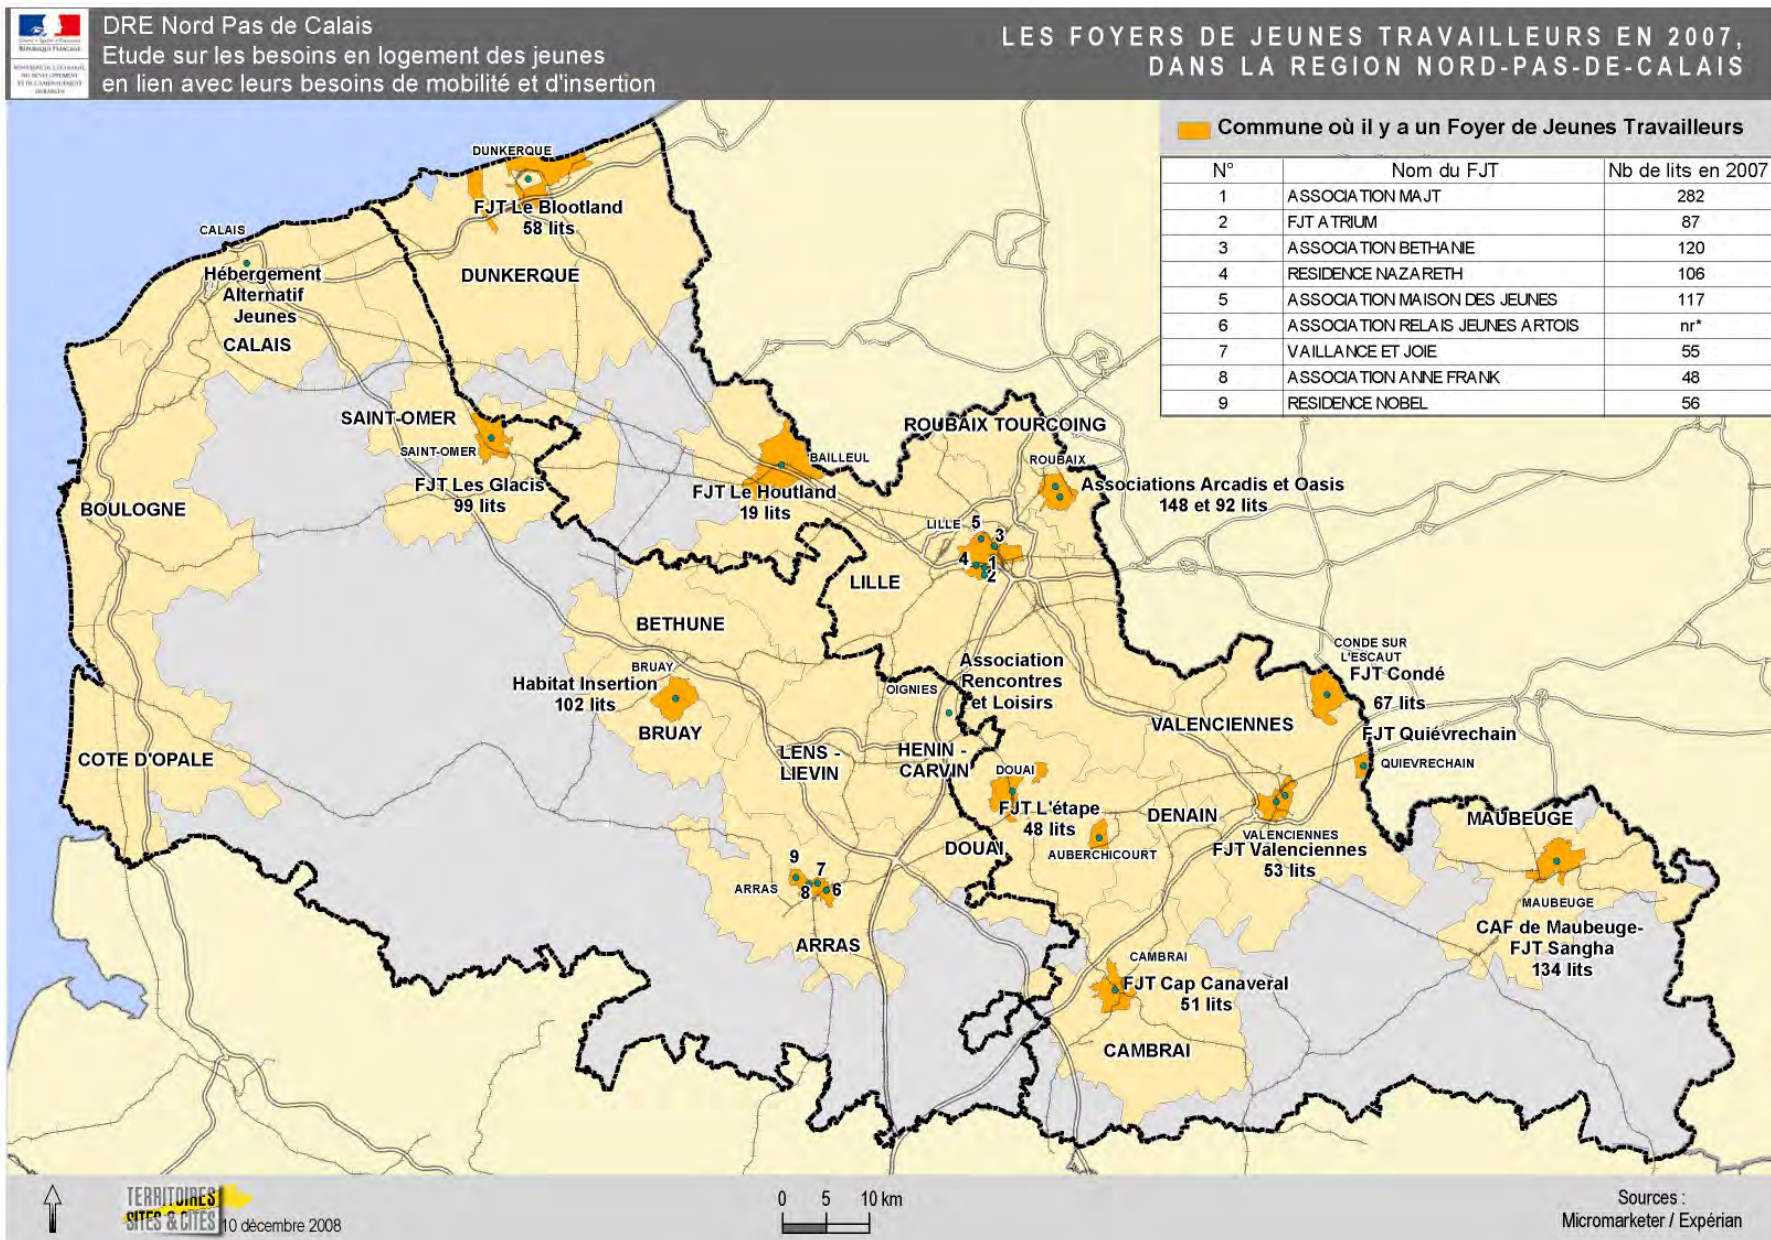 DRE Nord Pas de Calais
Etude sur les besoins en logement des jeunes
en lien avec leurs besoins de mobilité et d'insertion
LES FOYERS DE JEUNES TRAVAILLEURS EN 2007,
DANS LA REGION NORD-PAS-DE-CALAIS
Commune où il y a un Foyer de Jeunes Travailleurs
N° Nom du FJT Nb de lits en 2007
1 ASSOCIATION MAJT 282
2 FJT ATRIUM 87
3 ASSOCIATION BETHANIE 120
4 RESIDENCE NAZARETH 106
5 ASSOCIATION MAISON DES JEUNES 117
6 ASSOCIATION RELAIS JEUNES ARTOIS nr*
7 VAILLANCE ET JOIE 55
8 ASSOCIATION ANNE FRANK 48
9 RESIDENCE NOBEL 56
DUNKERQUE
FJT Le Blootland
58 lits
DUNKERQUE
CALAIS
Hébergement
Alternatif
Jeunes
CALAIS
SAINT-OMER
SAINT-OMER
FJT Les Glacis
99 lits
BOULOGNE
BAILLEUL
FJT Le Houtland
19 lits
ROUBAIX TOURCOING
ROUBAIX
Associations Arcadis et Oasis
148 et 92 lits
LILLE
5
3
4
1
2
LILLE
BETHUNE
BRUAY
Habitat Insertion
102 lits
BRUAY
OIGNIES
Association
Rencontres
et Loisirs
CONDE SUR
L'ESCAUT
FJT Condé
67 lits
VALENCIENNES
FJT Quiévrechain
QUIEVRECHAIN
COTE D'OPALE
LENS -
LIEVIN
HENIN -
CARVIN
DOUAI
FJT L'étape
48 lits
DENAIN
AUBERCHICOURT
DOUAI
VALENCIENNES
FJT Valenciennes
53 lits
MAUBEUGE
MAUBEUGE
CAF de Maubeuge-
FJT Sangha
134 lits
9
7
8
6
ARRAS
ARRAS
CAMBRAI
FJT Cap Canaveral
51 lits
CAMBRAI
TERRITOIRES
SITES & CITÉS
10 décembre 2008
0 5 10 km
Sources :
Micromarketer / Expérian